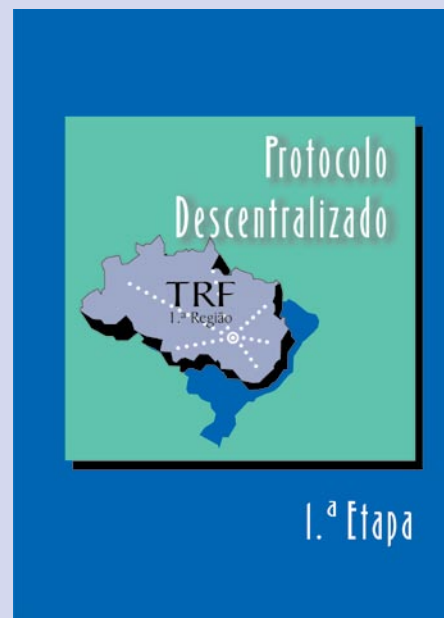 Protocolo
Descentralizado
TRF
1.ª Região
1.ª Etapa